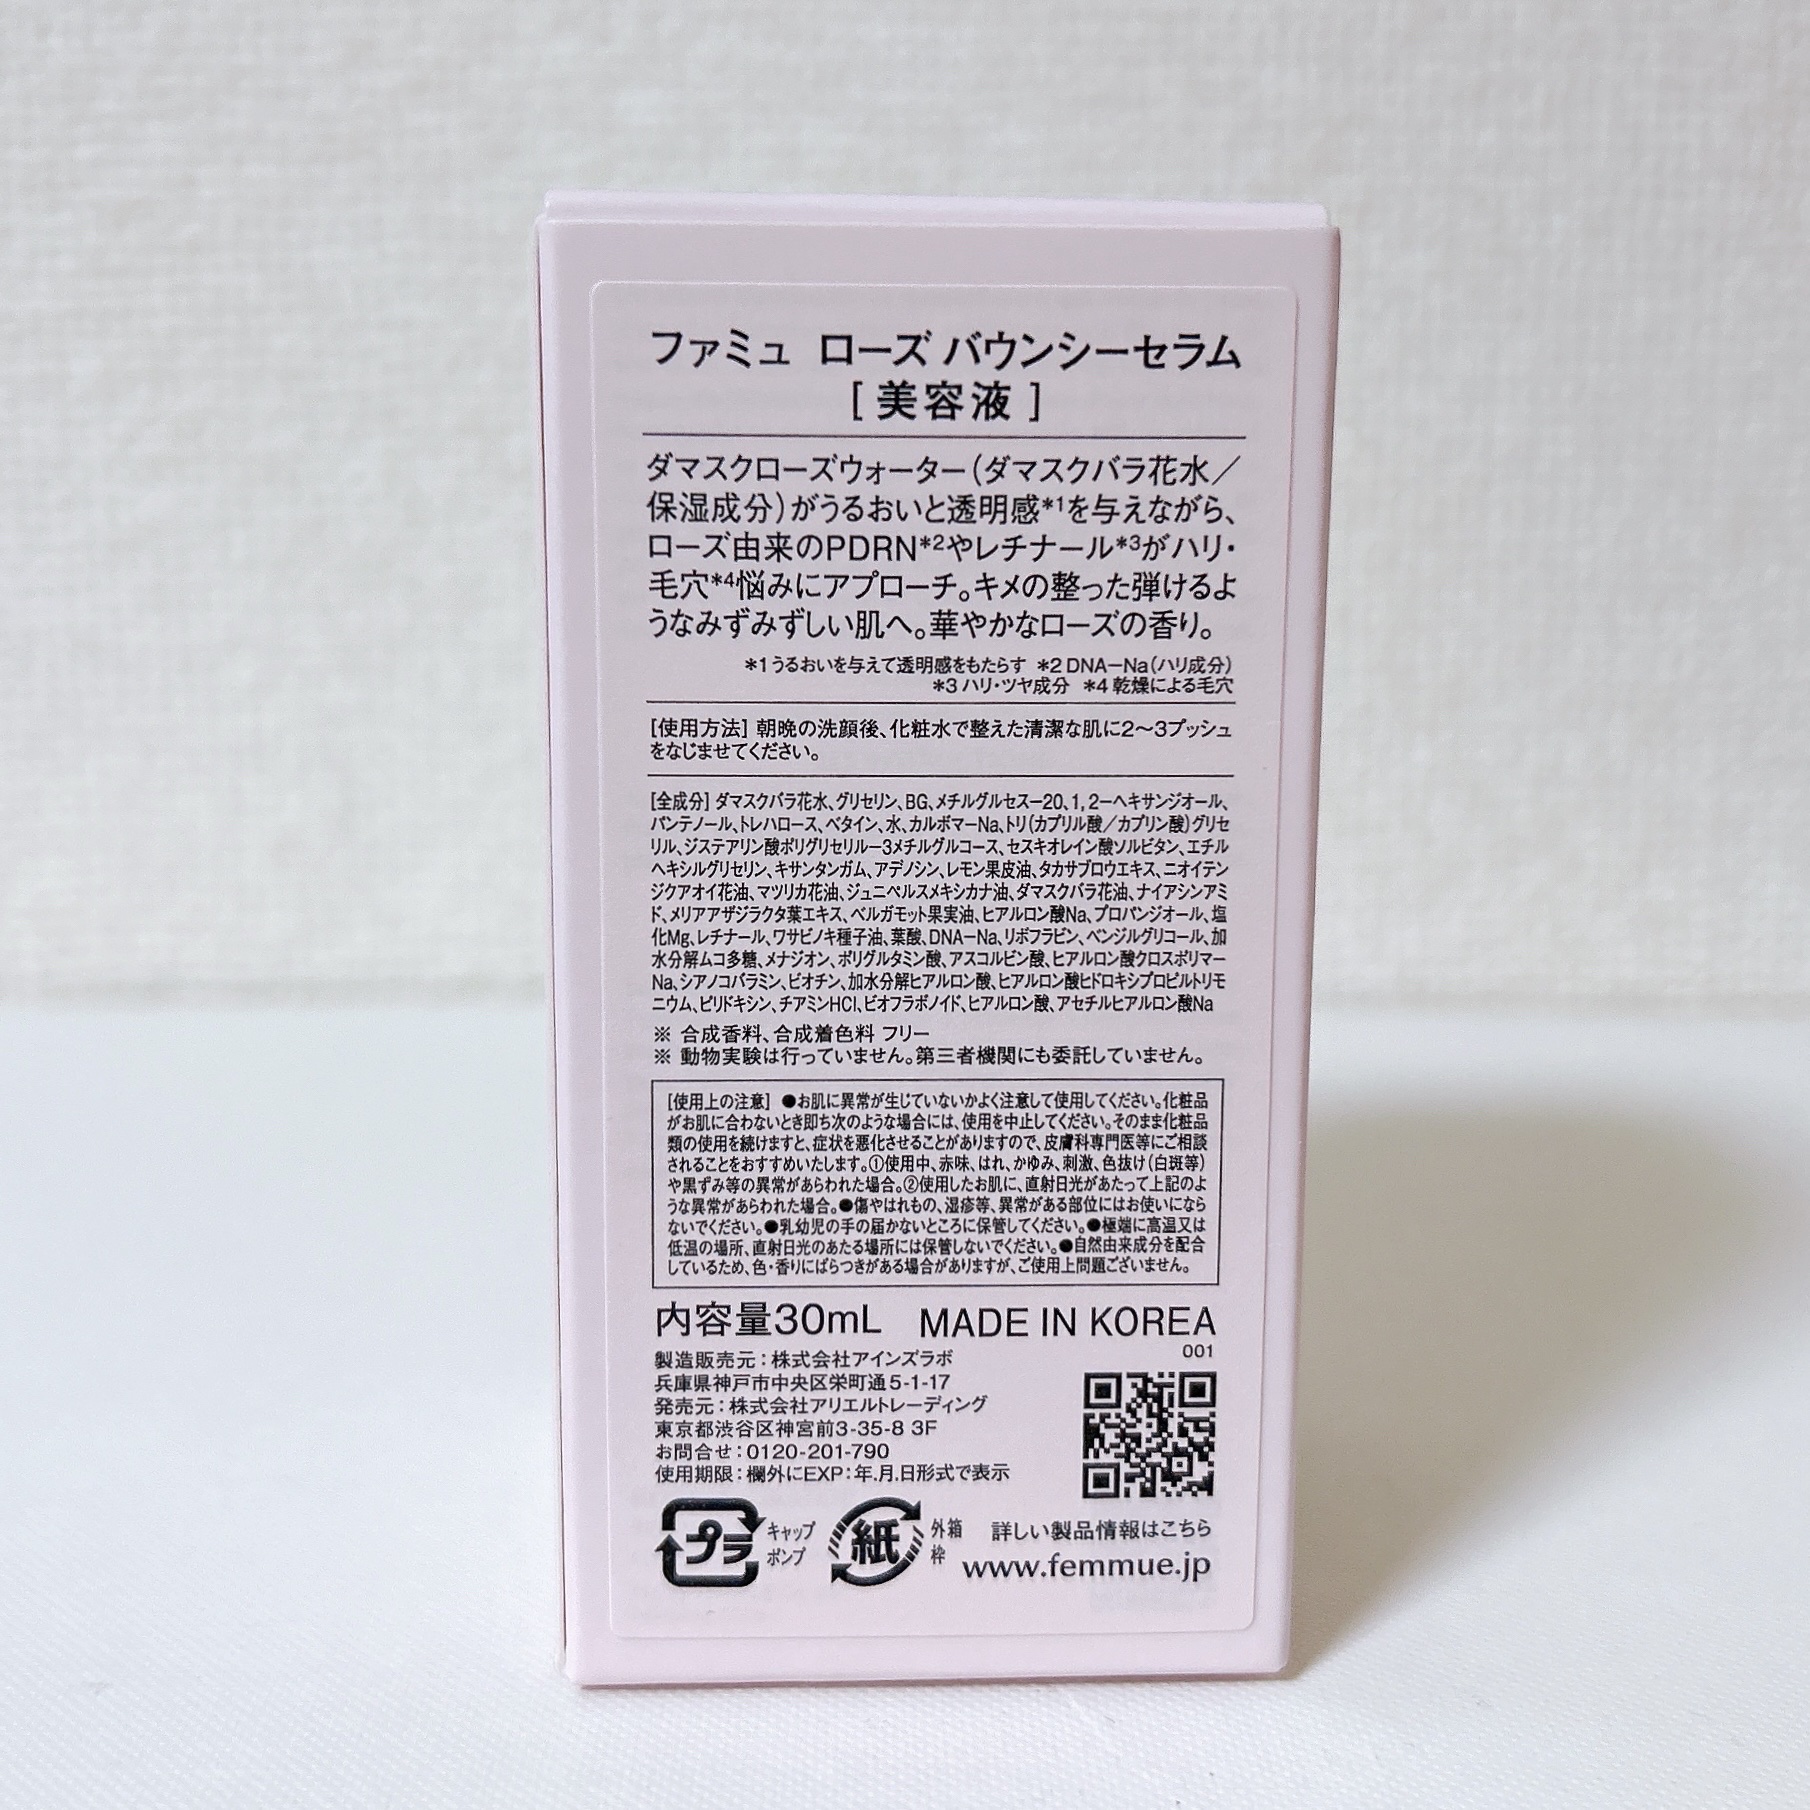 ファミュ ローズ バウンシーセラム
[ 美容液 ]
ダマスクローズウォーター(ダマスクバラ花水/
保湿成分)がうるおいと透明感*1を与えながら、
ローズ由来のPDRN*2やレチナール*3がハリ・
毛穴*4悩みにアプローチ。キメの整った弾けるよ
うなみずみずしい肌へ。華やかなローズの香り。
*1 うるおいを与えて透明感をもたらす *2 DNA-Na(ハリ成分)
*3 ハリ・ツヤ成分 *4 乾燥による毛穴
[使用方法] 朝晩の洗顔後、化粧水で整えた清潔な肌に2〜3プッシュ
をなじませてください。
[全成分] ダマスクバラ花水、グリセリン、BG、メチルグルセス-20、1,2-ヘキサンジオール、
パンテノール、トレハロース、ベタイン、水、カルボマーNa、トリ(カプリル酸/カプリン酸)グリセ
リル、ジステアリン酸ポリグリセリル-3メチルグルコース、セスキオレイン酸ソルビタン、エチル
ヘキシルグリセリン、キサンタンガム、アデノシン、レモン果皮油、タカサブロウエキス、ニオイテン
ジクアオイ花油、マツリカ花油、ジュニペルスメキシカナ油、ダマスクバラ花油、ナイアシンアミ
ド、メリアアザジラクタ葉エキス、ベルガモット果実油、ヒアルロン酸Na、プロパンジオール、塩
化Mg、レチナール、ワサビノキ種子油、葉酸、DNA-Na、リボフラビン、ペンジルグリコール、加
水分解ムコ多糖、メナジオン、ポリグルタミン酸、アスコルビン酸、ヒアルロン酸クロスポリマー
Na、シアノコバラミン、ビオチン、加水分解ヒアルロン酸、ヒアルロン酸ヒドロキシプロピルトリモ
ニウム、ピリドキシン、チアミンHCl、ビオフラボノイド、ヒアルロン酸、アセチルヒアルロン酸Na
※ 合成香料、合成着色料 フリー
※ 動物実験は行っていません。第三者機関にも委託していません。
[使用上の注意] ●お肌に異常が生じていないかよく注意して使用してください。化粧品
がお肌に合わないとき即ち次のような場合には、使用を中止してください。そのまま化粧品
類の使用を続けますと、症状を悪化させることがありますので、皮膚科専門医等にご相談
されることをおすすめいたします。①使用中、赤味、はれ、かゆみ、刺激、色抜け(白斑等)
や黒ずみ等の異常があらわれた場合。②使用したお肌に、直射日光があたって上記のよ
うな異常があらわれた場合。●傷やはれもの、湿疹等、異常がある部位にはお使いになら
ないでください。●乳幼児の手の届かないところに保管してください。●極端に高温又は
低温の場所、直射日光のあたる場所には保管しないでください。●自然由来成分を配合
しているため、色・香りにばらつきがある場合がありますが、ご使用上問題ございません。
内容量30mL MADE IN KOREA
001
製造販売元:株式会社アインズラボ
兵庫県神戸市中央区栄町通5-1-17
発売元:株式会社アリエルトレーディング
東京都渋谷区神宮前3-35-8 3F
お問合せ:0120-201-790
使用期限:欄外にEXP:年.月.日形式で表示
プラ キャップ ポンプ 紙 外箱 枠 詳しい製品情報はこちら
www.femmue.jp